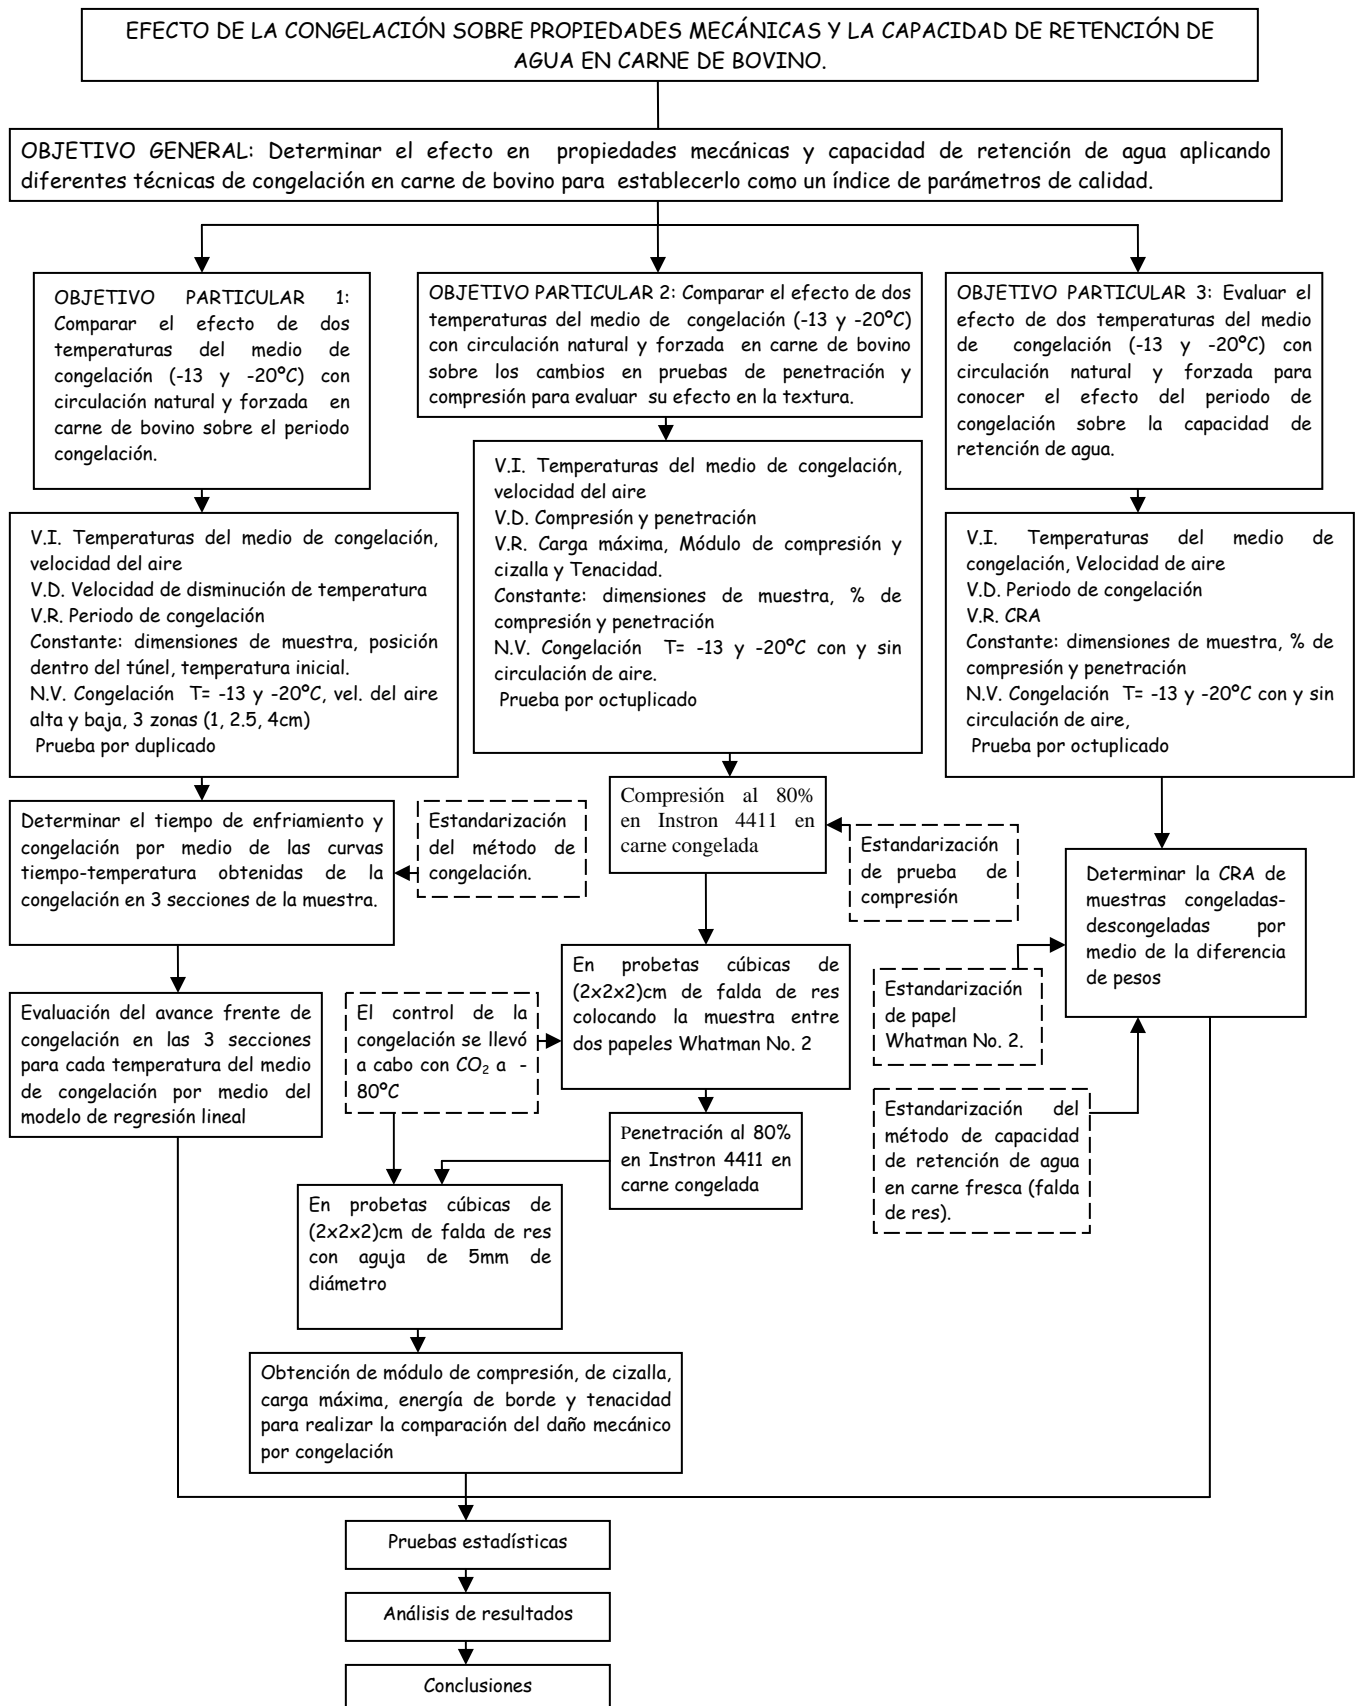 EFECTO DE LA CONGELACIÓN SOBRE PROPIEDADES MECÁNICAS Y LA CAPACIDAD DE RETENCIÓN DE
AGUA EN CARNE DE BOVINO.
OBJETIVO GENERAL: Determinar el efecto en propiedades mecánicas y capacidad de retención de agua aplicando
diferentes técnicas de congelación en carne de bovino para establecerlo como un índice de parámetros de calidad.
OBJETIVO PARTICULAR 1:
Comparar el efecto de dos
temperaturas del medio de
congelación (-13 y -20ºC) con
circulación natural y forzada en
carne de bovino sobre el periodo
congelación.
OBJETIVO PARTICULAR 2: Comparar el efecto de dos
temperaturas del medio de congelación (-13 y -20ºC)
con circulación natural y forzada en carne de bovino
sobre los cambios en pruebas de penetración y
compresión para evaluar su efecto en la textura.
OBJETIVO PARTICULAR 3: Evaluar el
efecto de dos temperaturas del medio
de congelación (-13 y -20ºC) con
circulación natural y forzada para
conocer el efecto del periodo de
congelación sobre la capacidad de
retención de agua.
V.I. Temperaturas del medio de congelación,
velocidad del aire
V.D. Velocidad de disminución de temperatura
V.R. Periodo de congelación
Constante: dimensiones de muestra, posición
dentro del túnel, temperatura inicial.
N.V. Congelación T= -13 y -20ºC, vel. del aire
alta y baja, 3 zonas (1, 2.5, 4cm)
Prueba por duplicado
V.I. Temperaturas del medio de congelación,
velocidad del aire
V.D. Compresión y penetración
V.R. Carga máxima, Módulo de compresión y
cizalla y Tenacidad.
Constante: dimensiones de muestra, % de
compresión y penetración
N.V. Congelación T= -13 y -20ºC con y sin
circulación de aire.
Prueba por octuplicado
V.I. Temperaturas del medio de
congelación, Velocidad de aire
V.D. Periodo de congelación
V.R. CRA
Constante: dimensiones de muestra, % de
compresión y penetración
N.V. Congelación T= -13 y -20ºC con y sin
circulación de aire,
Prueba por octuplicado
Determinar el tiempo de enfriamiento y
congelación por medio de las curvas
tiempo-temperatura obtenidas de la
congelación en 3 secciones de la muestra.
Estandarización
del método de
congelación.
Compresión al 80%
en Instron 4411 en
carne congelada
Estandarización
de prueba de
compresión
Determinar la CRA de
muestras congeladas-
descongeladas por
medio de la diferencia
de pesos
Evaluación del avance frente de
congelación en las 3 secciones
para cada temperatura del medio
de congelación por medio del
modelo de regresión lineal
El control de la
congelación se llevó
a cabo con CO₂ a -
80ºC
En probetas cúbicas de
(2x2x2)cm de falda de res
colocando la muestra entre
dos papeles Whatman No. 2
Estandarización
de papel
Whatman No. 2.
Penetración al 80%
en Instron 4411 en
carne congelada
Estandarización del
método de capacidad
de retención de agua
en carne fresca (falda
de res).
En probetas cúbicas de
(2x2x2)cm de falda de res
con aguja de 5mm de
diámetro
Obtención de módulo de compresión, de cizalla,
carga máxima, energía de borde y tenacidad
para realizar la comparación del daño mecánico
por congelación
Pruebas estadísticas
Análisis de resultados
Conclusiones